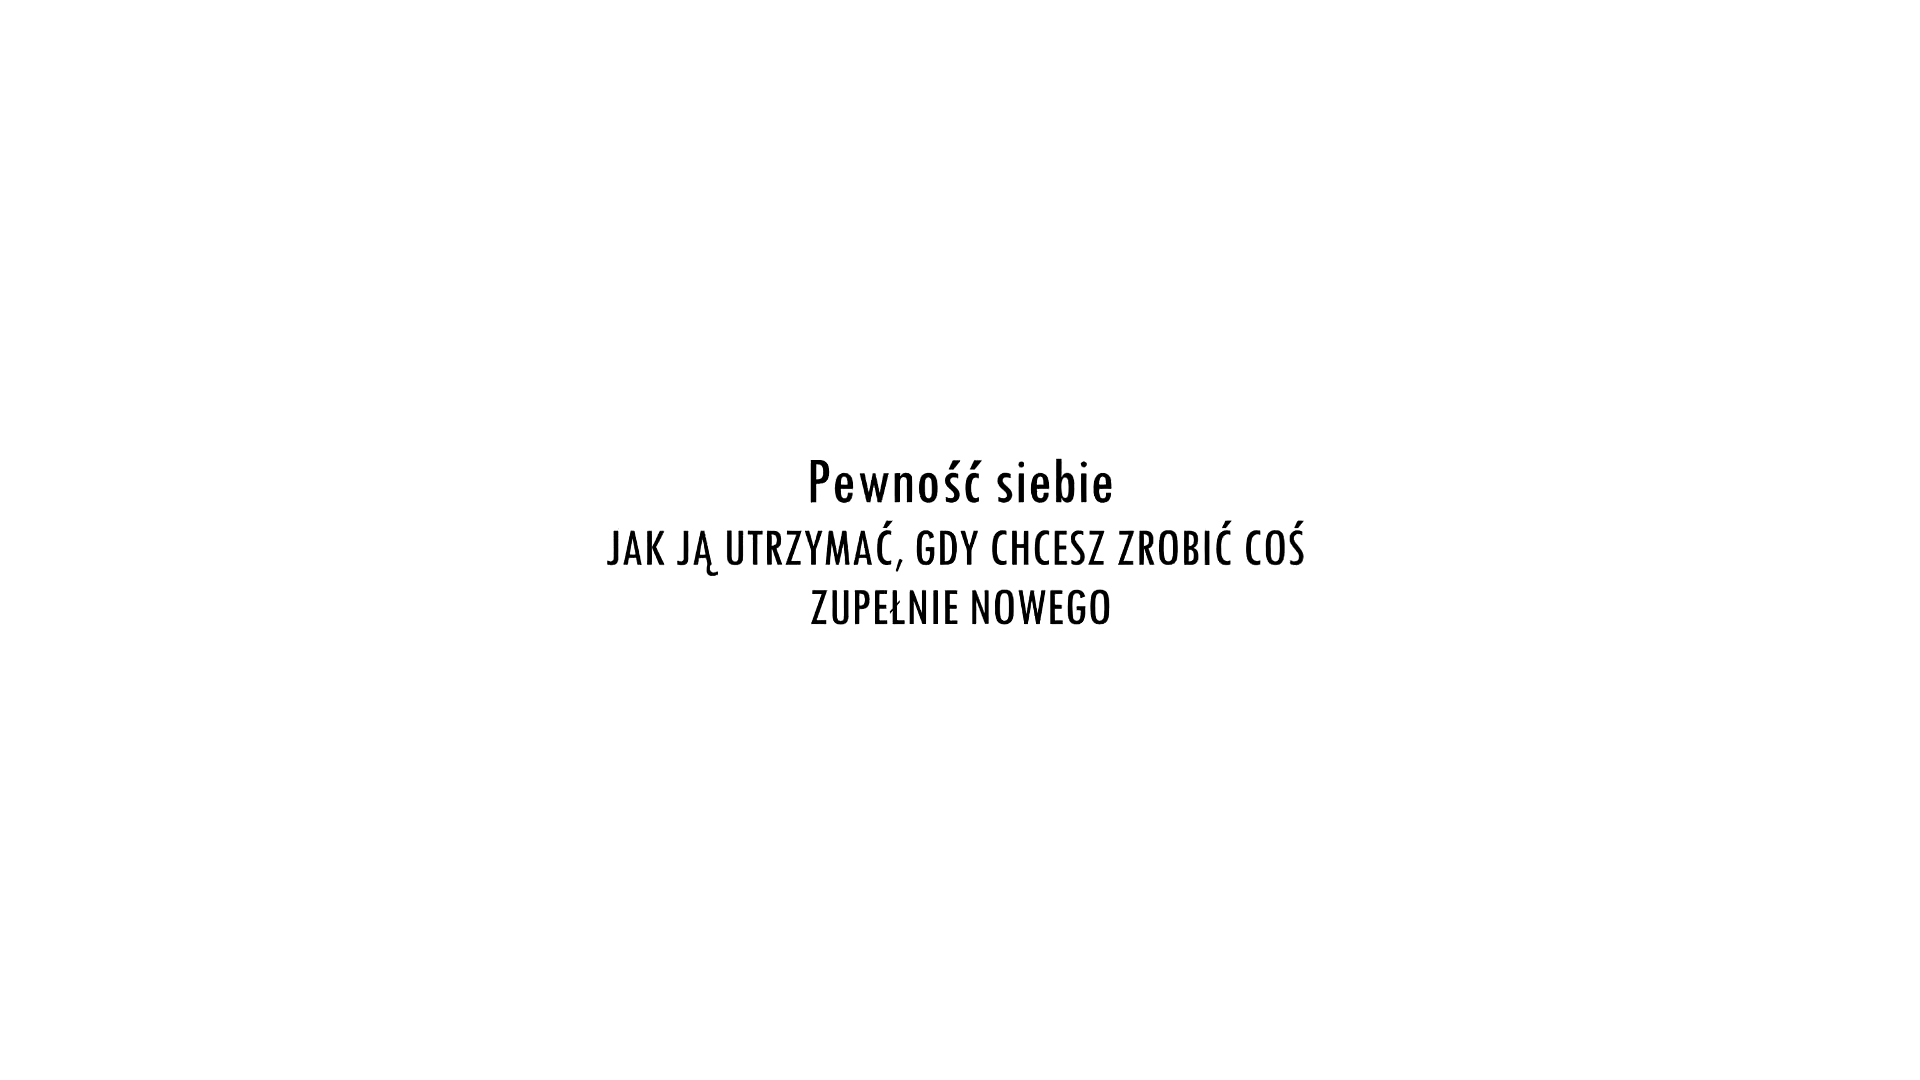 Pewność siebie
JAK JĄ UTRZYMAĆ, GDY CHCESZ ZROBIĆ COŚ
ZUPEŁNIE NOWEGO